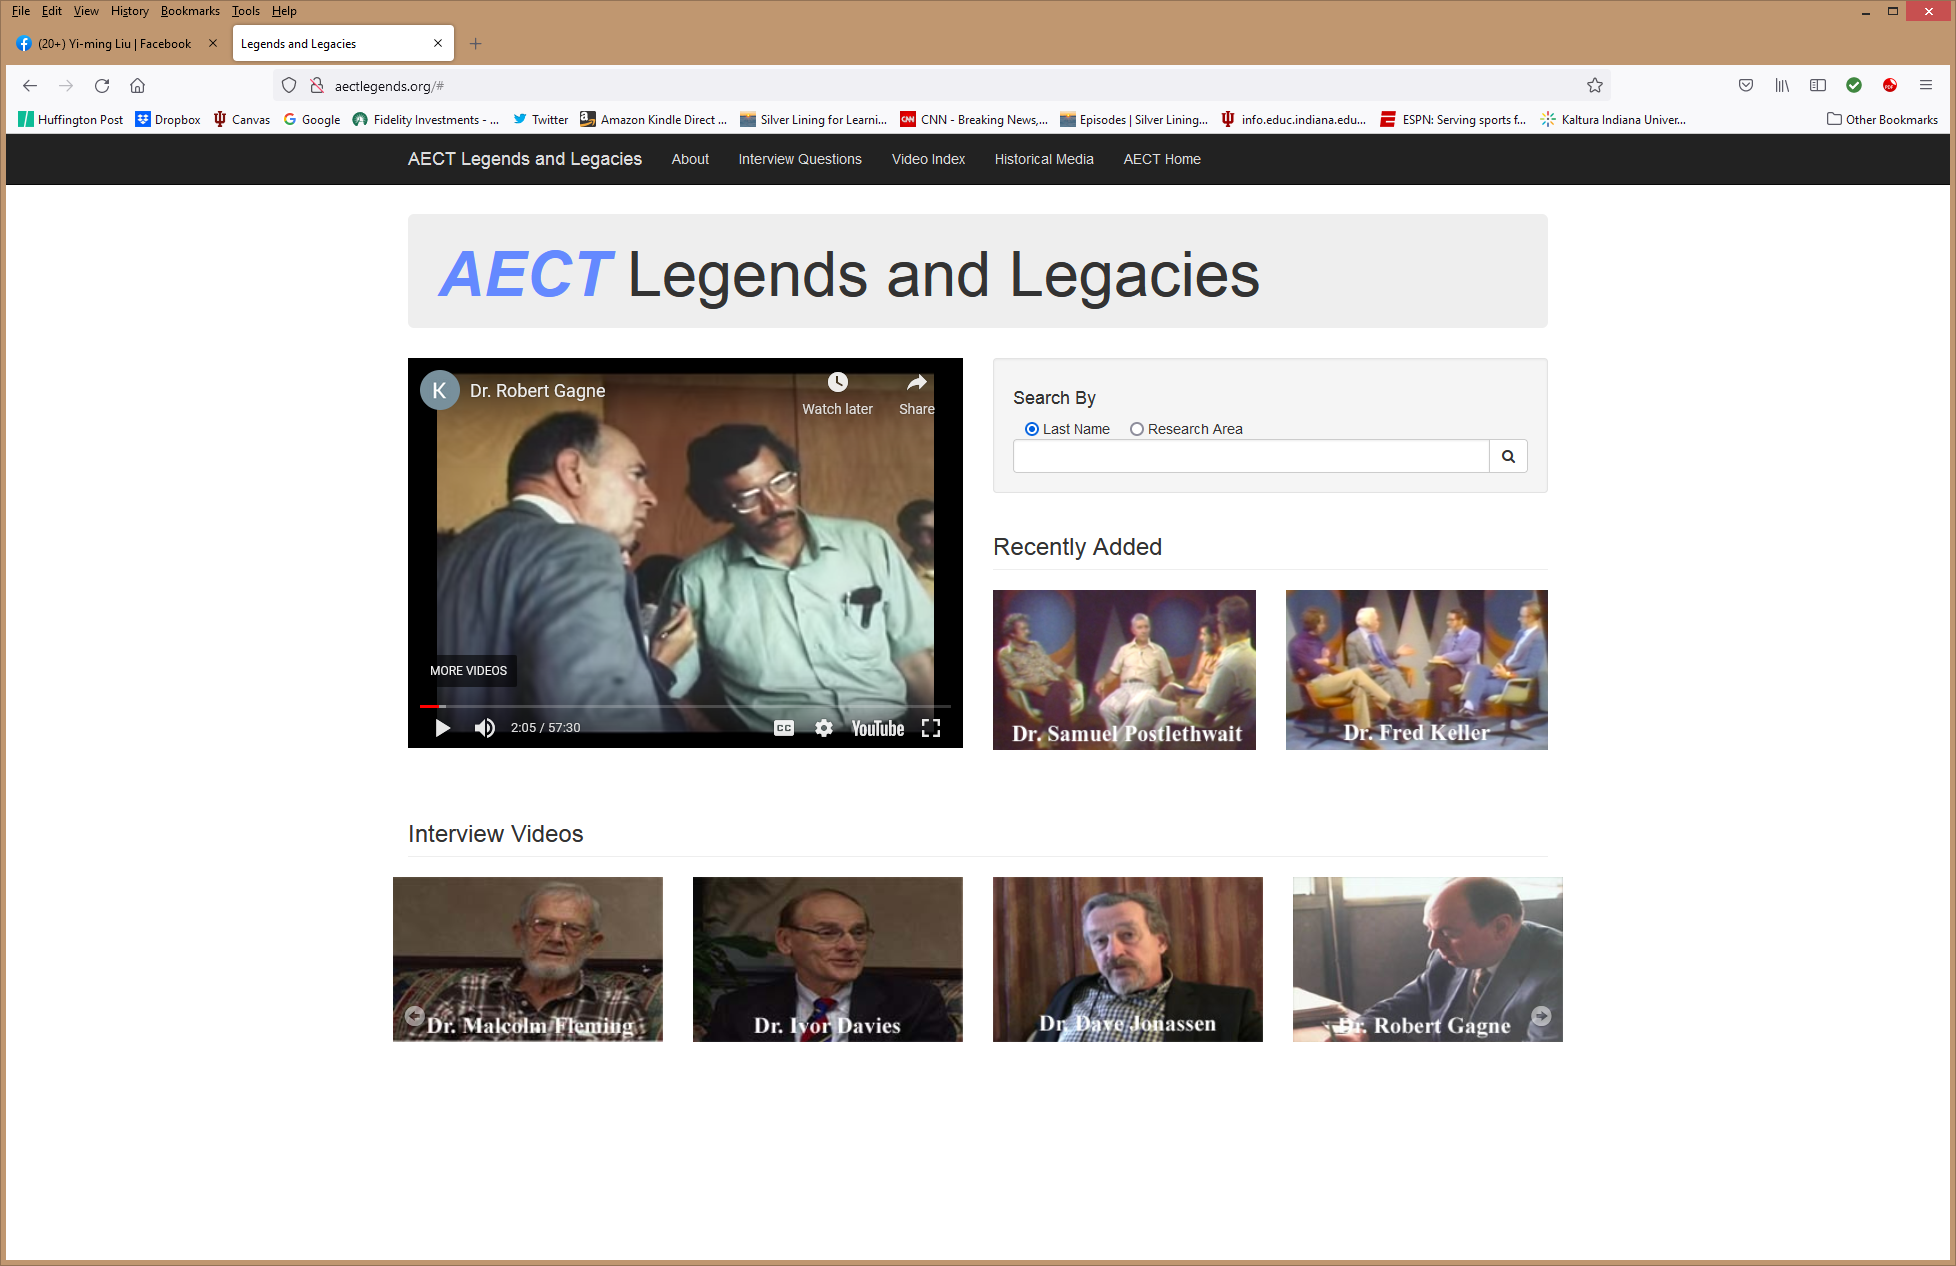 File Edit View History Bookmarks Tools Help
(20+) Yi-ming Liu | Facebook
Legends and Legacies
aectlegends.org/#
Huffington Post Dropbox Canvas Google Fidelity Investments - ... Twitter Amazon Kindle Direct ... Silver Lining for Learni... CNN - Breaking News,... Episodes | Silver Lining... info.educ.indiana.edu... ESPN: Serving sports f... Kaltura Indiana Univer... Other Bookmarks
AECT Legends and Legacies About Interview Questions Video Index Historical Media AECT Home
AECT Legends and Legacies
K Dr. Robert Gagne
Watch later Share
MORE VIDEOS
2:05 / 57:30 CC YouTube
Search By
Last Name Research Area
Recently Added
Dr. Samuel Postlethwait
Dr. Fred Keller
Interview Videos
Dr. Malcolm Fleming
Dr. Ivor Davies
Dr. Dave Jonassen
Dr. Robert Gagne